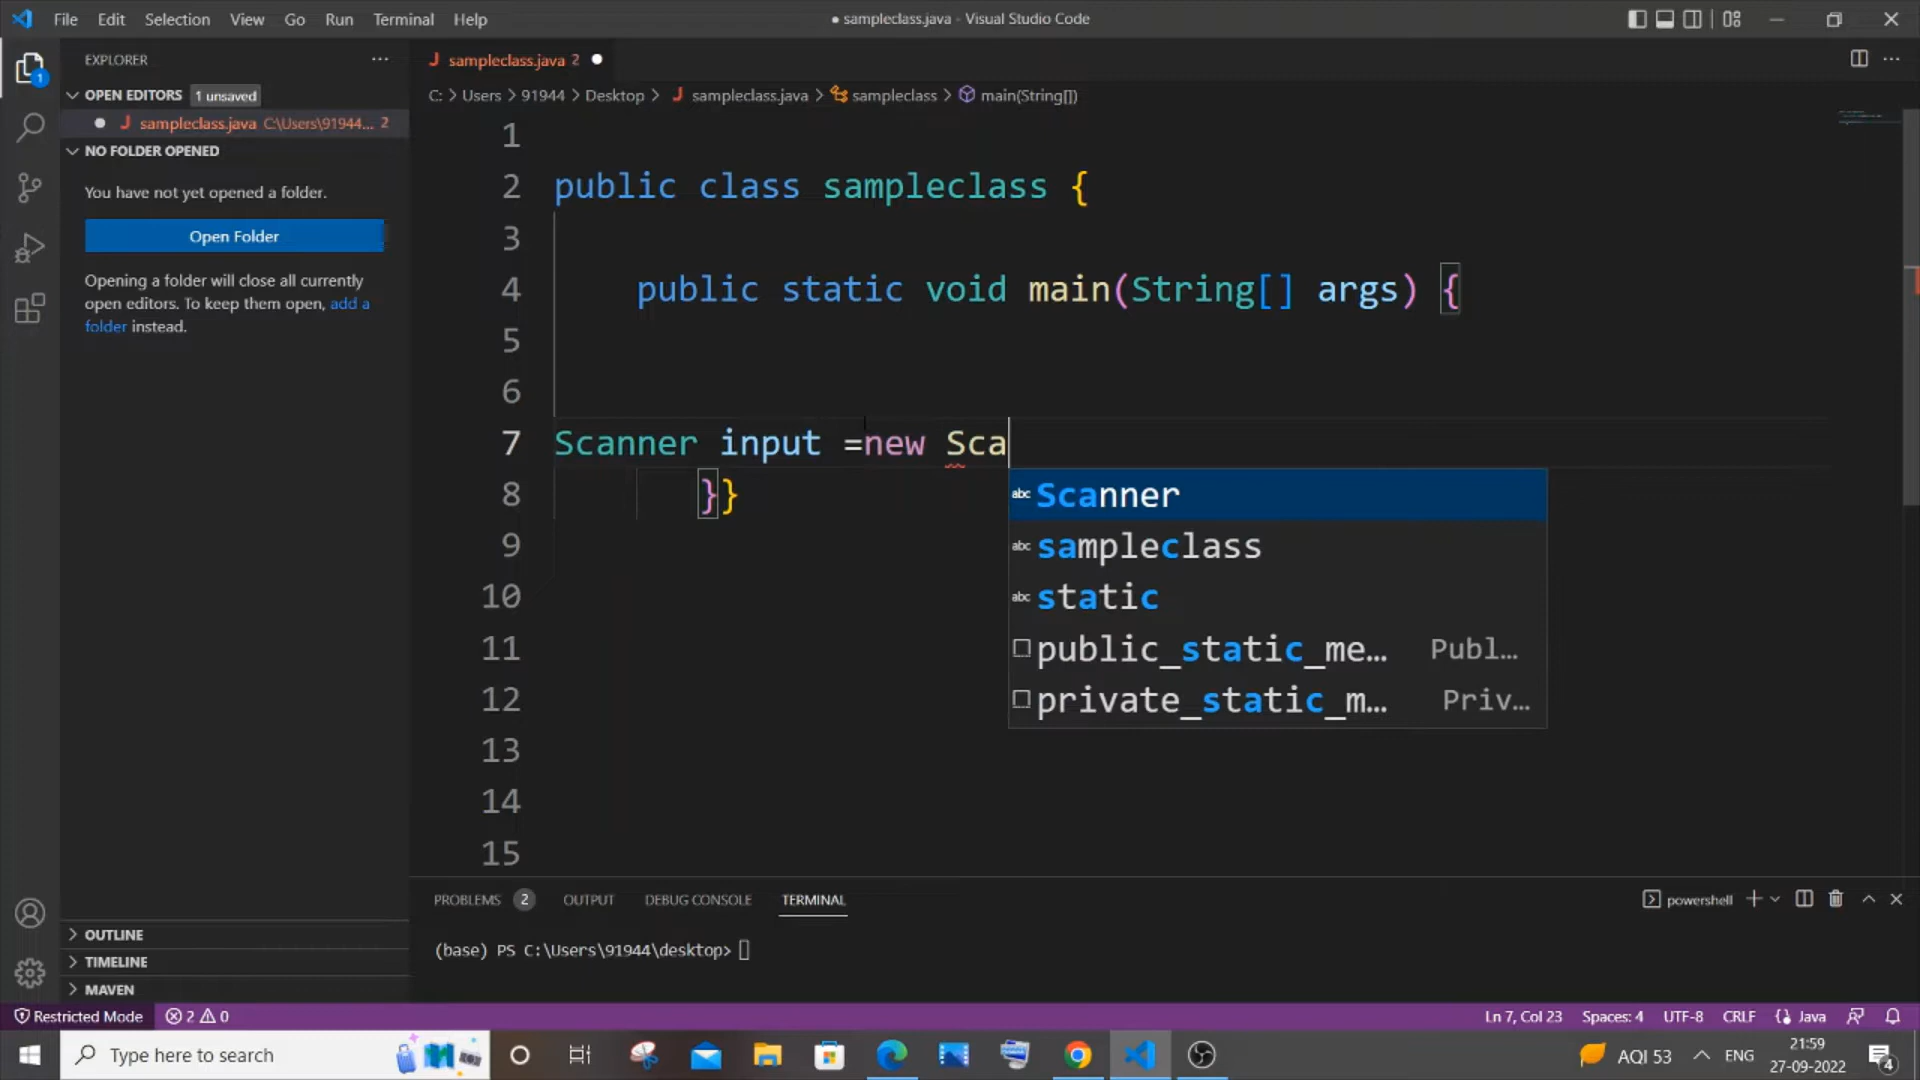 File Edit Selection View Go Run Terminal Help
● sampleclass.java - Visual Studio Code
EXPLORER
OPEN EDITORS 1 unsaved
sampleclass.java C:\Users\91944... 2
NO FOLDER OPENED
You have not yet opened a folder.
Open Folder
Opening a folder will close all currently
open editors. To keep them open, add a
folder instead.
OUTLINE
TIMELINE
MAVEN
J sampleclass.java 2
C: > Users > 91944 > Desktop > J sampleclass.java > sampleclass > main(String[])
1
2 public class sampleclass {
3
4 public static void main(String[] args) {
5
6
7 Scanner input =new Sca
8 }}
9
10
11
12
13
14
15
abc Scanner
abc sampleclass
abc static
public_static_me... Publ...
private_static_m... Priv...
PROBLEMS 2 OUTPUT DEBUG CONSOLE TERMINAL
powershell
(base) PS C:\Users\91944\desktop>
Restricted Mode 2 0
Ln 7, Col 23 Spaces: 4 UTF-8 CRLF Java
Type here to search
AQI 53 ENG
21:59
27-09-2022
4